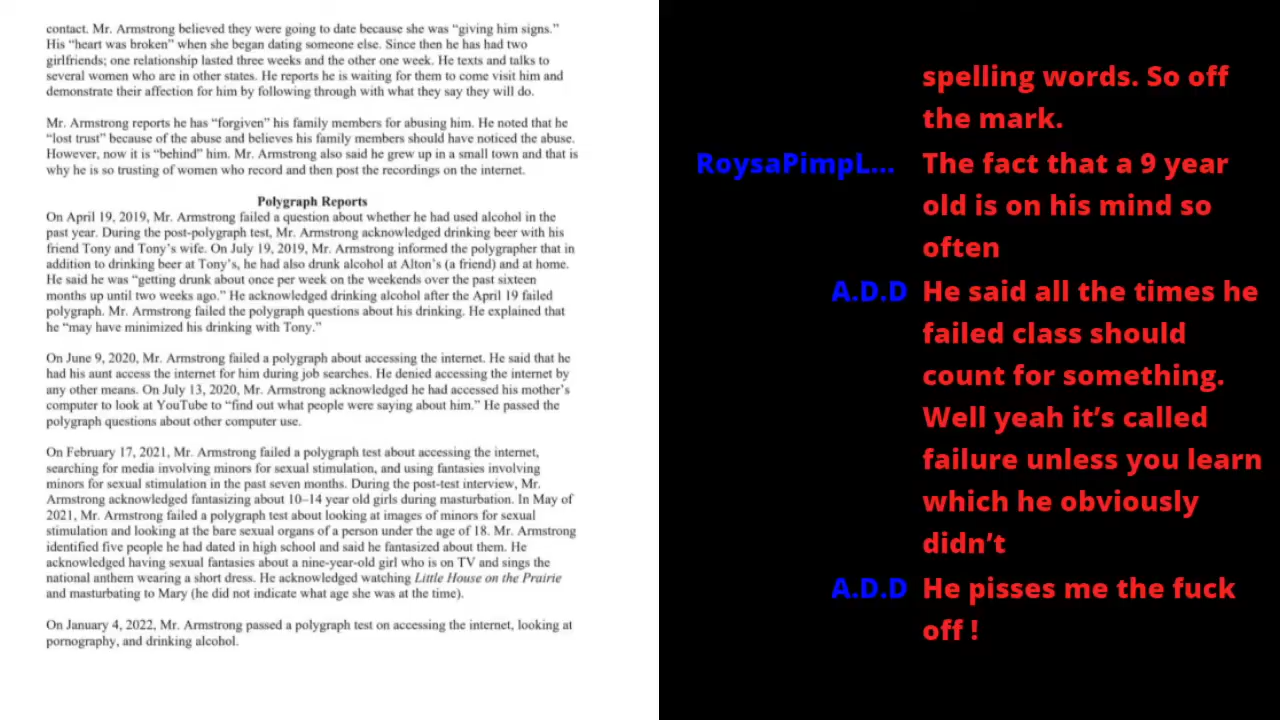 contact. Mr. Armstrong believed they were going to date because she was “giving him signs.”
His “heart was broken” when she began dating someone else. Since then he has had two
girlfriends; one relationship lasted three weeks and the other one week. He texts and talks to
several women who are in other states. He reports he is waiting for them to come visit him and
demonstrate their affection for him by following through with what they say they will do.
Mr. Armstrong reports he has “forgiven” his family members for abusing him. He noted that he
“lost trust” because of the abuse and believes his family members should have noticed the abuse.
However, now it is “behind” him. Mr. Armstrong also said he grew up in a small town and that is
why he is so trusting of women who record and then post the recordings on the internet.
Polygraph Reports
On April 19, 2019, Mr. Armstrong failed a question about whether he had used alcohol in the
past year. During the post-polygraph test, Mr. Armstrong acknowledged drinking beer with his
friend Tony and Tony’s wife. On July 19, 2019, Mr. Armstrong informed the polygrapher that in
addition to drinking beer at Tony’s, he had also drunk alcohol at Alton’s (a friend) and at home.
He said he was “getting drunk about once per week on the weekends over the past sixteen
months up until two weeks ago.” He acknowledged drinking alcohol after the April 19 failed
polygraph. Mr. Armstrong failed the polygraph questions about his drinking. He explained that
he “may have minimized his drinking with Tony.”
On June 9, 2020, Mr. Armstrong failed a polygraph about accessing the internet. He said that he
had his aunt access the internet for him during job searches. He denied accessing the internet by
any other means. On July 13, 2020, Mr. Armstrong acknowledged he had accessed his mother’s
computer to look at YouTube to “find out what people were saying about him.” He passed the
polygraph questions about other computer use.
On February 17, 2021, Mr. Armstrong failed a polygraph test about accessing the internet,
searching for media involving minors for sexual stimulation, and using fantasies involving
minors for sexual stimulation in the past seven months. During the post-test interview, Mr.
Armstrong acknowledged fantasizing about 10–14 year old girls during masturbation. In May of
2021, Mr. Armstrong failed a polygraph test about looking at images of minors for sexual
stimulation and looking at the bare sexual organs of a person under the age of 18. Mr. Armstrong
identified five people he had dated in high school and said he fantasized about them. He
acknowledged having sexual fantasies about a nine-year-old girl who is on TV and sings the
national anthem wearing a short dress. He acknowledged watching Little House on the Prairie
and masturbating to Mary (he did not indicate what age she was at the time).
On January 4, 2022, Mr. Armstrong passed a polygraph test on accessing the internet, looking at
pornography, and drinking alcohol.
spelling words. So off
the mark.
RoysaPimpL... The fact that a 9 year
old is on his mind so
often
A.D.D He said all the times he
failed class should
count for something.
Well yeah it’s called
failure unless you learn
which he obviously
didn’t
A.D.D He pisses me the fuck
off !